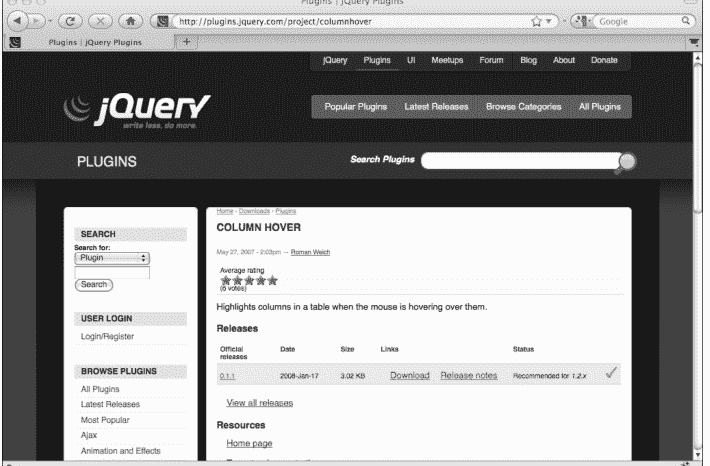 Plugins | jQuery Plugins
http://plugins.jquery.com/project/columnhover
Google
Plugins | jQuery Plugins
jQuery Plugins UI Meetups Forum Blog About Donate
jQuery
write less, do more.
Popular Plugins Latest Releases Browse Categories All Plugins
PLUGINS
Search Plugins
SEARCH
Search for:
Plugin
Search
USER LOGIN
Login/Register
BROWSE PLUGINS
All Plugins
Latest Releases
Most Popular
Ajax
Animation and Effects
Home › Downloads › Plugins
COLUMN HOVER
May 27, 2007 - 2:03pm — Roman Weich
Average rating
(6 votes)
Highlights columns in a table when the mouse is hovering over them.
Releases
Official releases Date Size Links Status
0.1.1 2008-Jan-17 3.02 KB Download Release notes Recommended for 1.2.x
View all releases
Resources
Home page